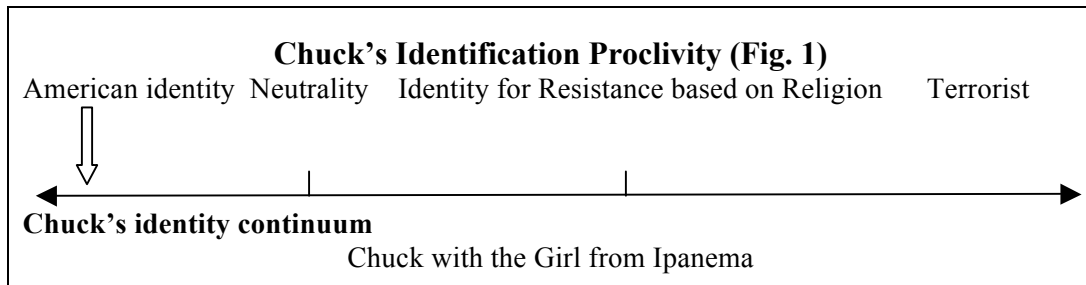 Chuck’s Identification Proclivity (Fig. 1)
American identity Neutrality Identity for Resistance based on Religion Terrorist
Chuck’s identity continuum
Chuck with the Girl from Ipanema